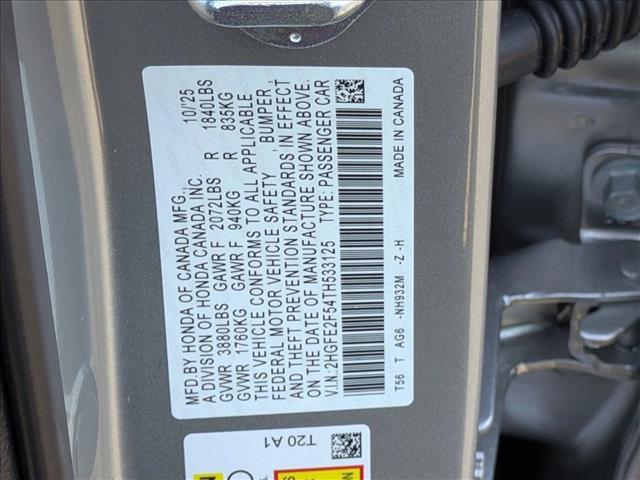 MFD.BY HONDA OF CANADA MFG., 10/'25
A DIVISION OF HONDA CANADA INC.
GVWR 3880LBS GAWR F 2072LBS R 1840LBS
GVWR 1760KG GAWR F 940KG R 835KG
THIS VEHICLE CONFORMS TO ALL APPLICABLE
FEDERAL MOTOR VEHICLE SAFETY , BUMPER ,
AND THEFT PREVENTION STANDARDS IN EFFECT
ON THE DATE OF MANUFACTURE SHOWN ABOVE.
V.I.N:2HGFE2F54TH533125 TYPE: PASSENGER CAR
T56 T AG6 -NH932M -Z -H MADE IN CANADA
T20 A1